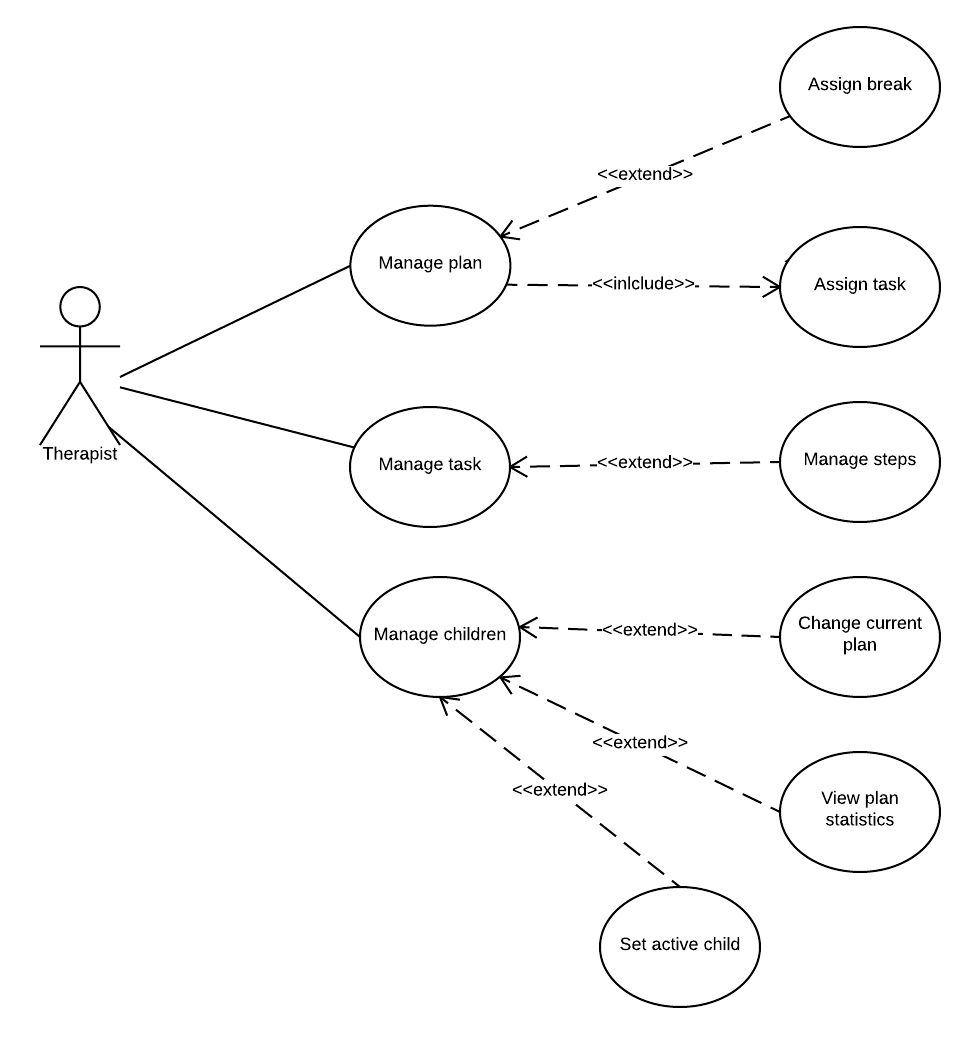 Assign break
<<extend>>
Manage plan
<<inlclude>>
Assign task
Therapist
Manage task
<<extend>>
Manage steps
Manage children
<<extend>>
Change current
plan
<<extend>>
View plan
statistics
<<extend>>
Set active child